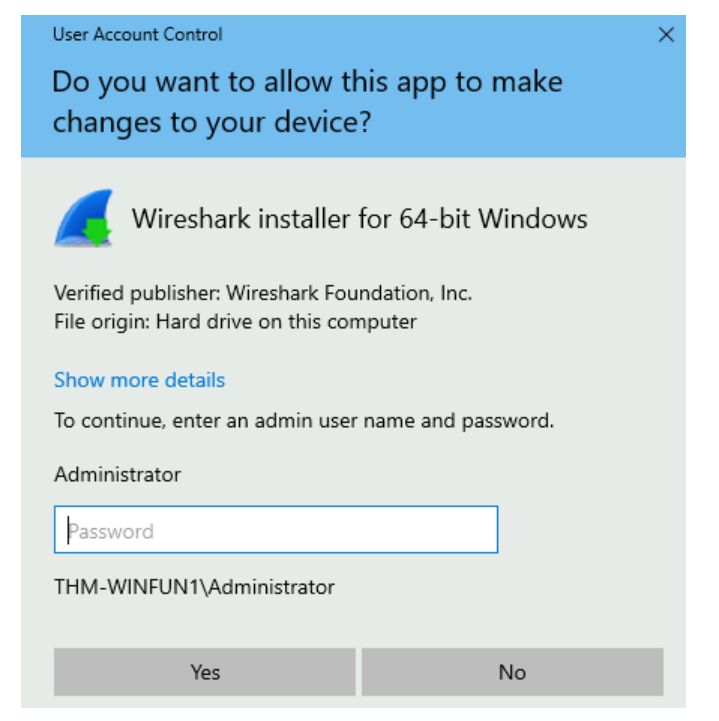 User Account Control
Do you want to allow this app to make
changes to your device?
Wireshark installer for 64-bit Windows
Verified publisher: Wireshark Foundation, Inc.
File origin: Hard drive on this computer
Show more details
To continue, enter an admin user name and password.
Administrator
Password
THM-WINFUN1\Administrator
Yes No